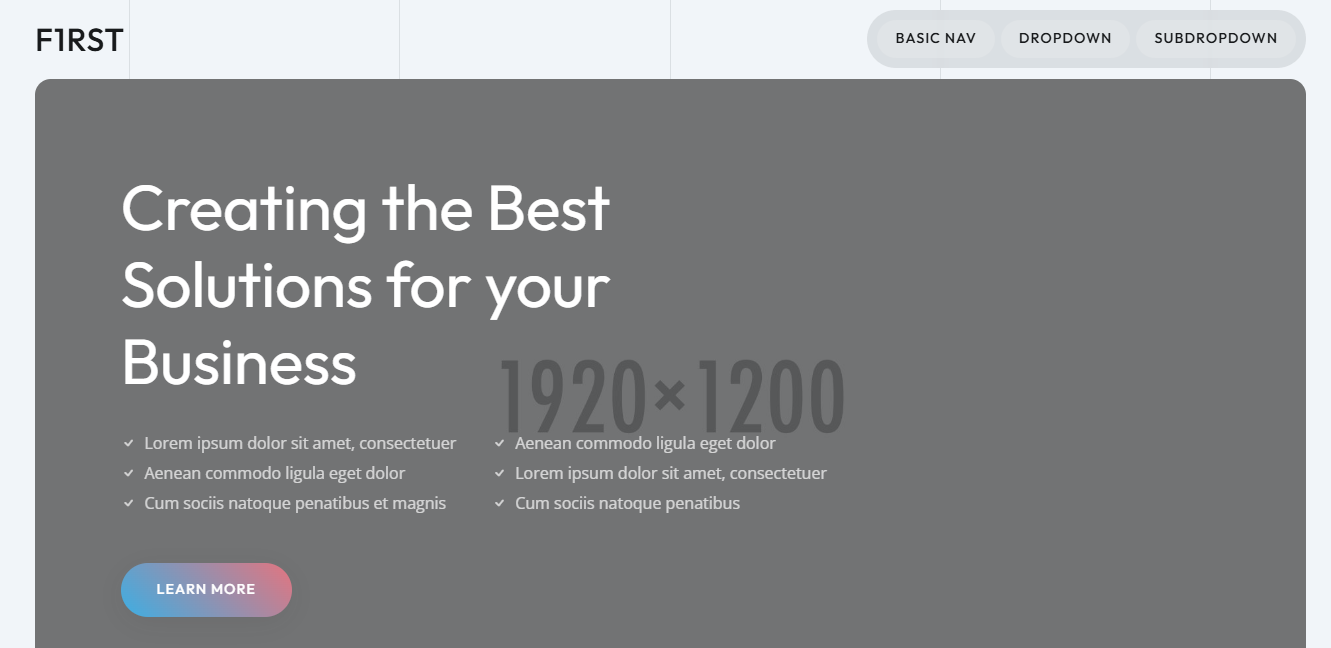 F1RST
BASIC NAV
DROPDOWN
SUBDROPDOWN
Creating the Best
Solutions for your
Business
1920×1200
Lorem ipsum dolor sit amet, consectetuer
Aenean commodo ligula eget dolor
Cum sociis natoque penatibus et magnis
Aenean commodo ligula eget dolor
Lorem ipsum dolor sit amet, consectetuer
Cum sociis natoque penatibus
LEARN MORE